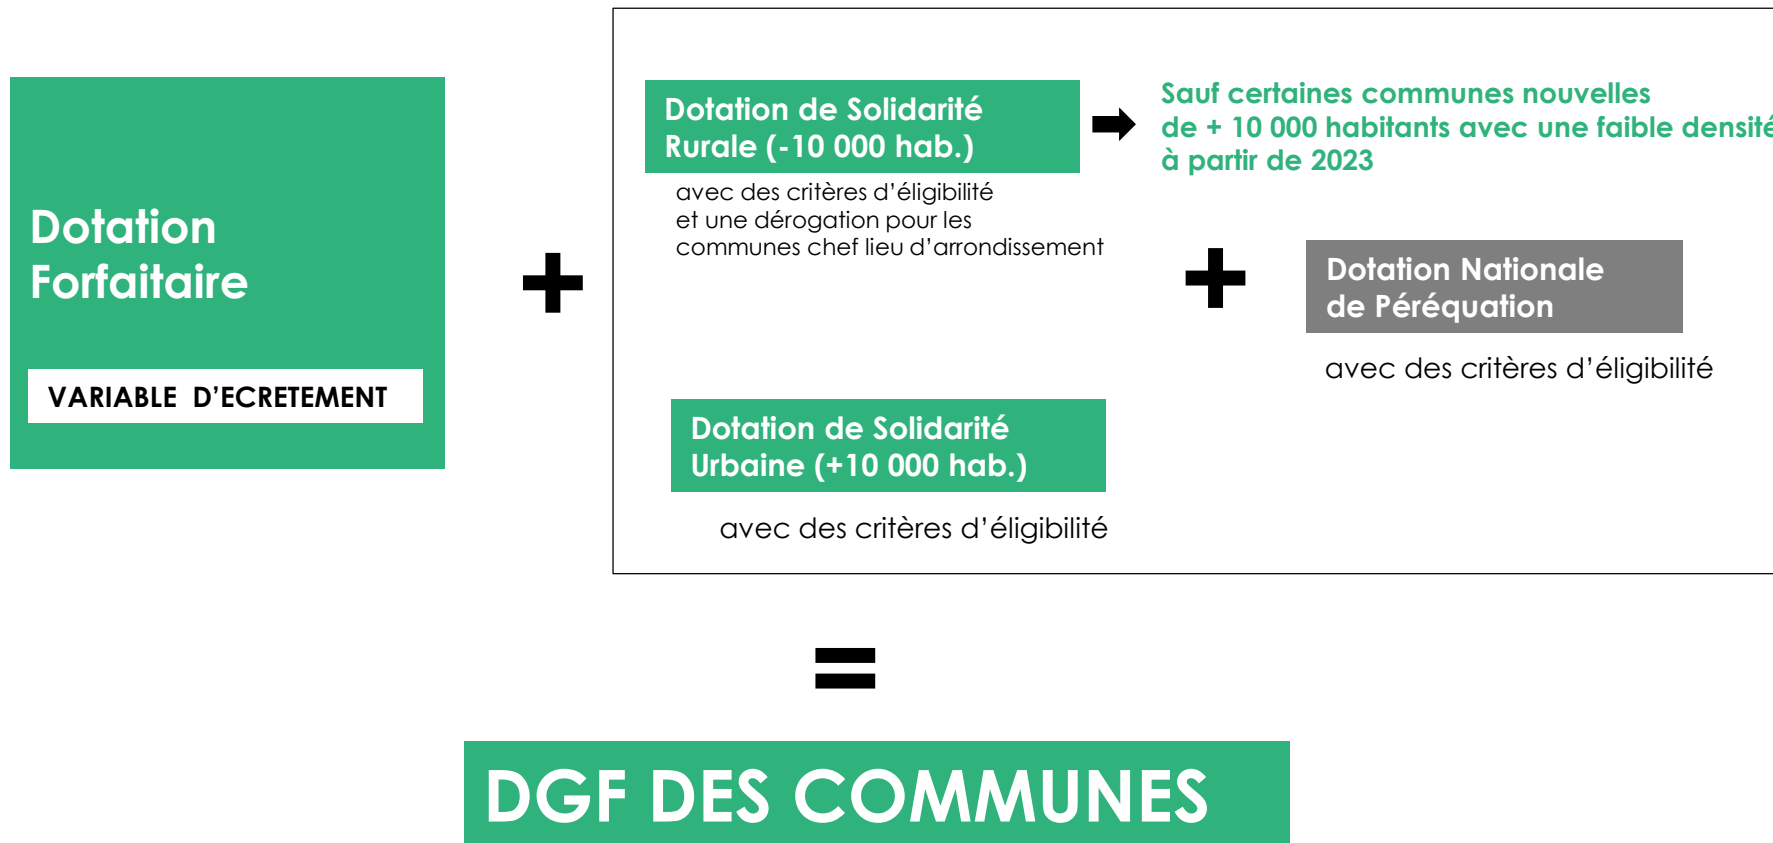 Dotation
Forfaitaire
VARIABLE D’ECRETEMENT
+
Dotation de Solidarité
Rurale (-10 000 hab.)
avec des critères d’éligibilité
et une dérogation pour les
communes chef lieu d’arrondissement
Sauf certaines communes nouvelles
de + 10 000 habitants avec une faible densité
à partir de 2023
+
Dotation Nationale
de Péréquation
avec des critères d’éligibilité
Dotation de Solidarité
Urbaine (+10 000 hab.)
avec des critères d’éligibilité
=
DGF DES COMMUNES